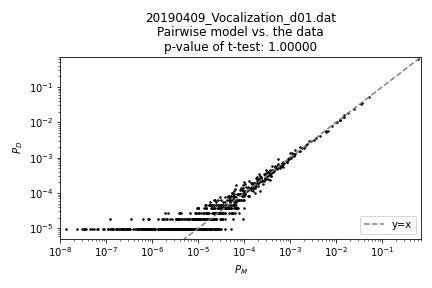 20190409_Vocalization_d01.dat
Pairwise model vs. the data
p-value of t-test: 1.00000
10⁻¹
10⁻²
10⁻³
10⁻⁴
10⁻⁵
P_D
y=x
10⁻⁸ 10⁻⁷ 10⁻⁶ 10⁻⁵ 10⁻⁴ 10⁻³ 10⁻² 10⁻¹
P_M